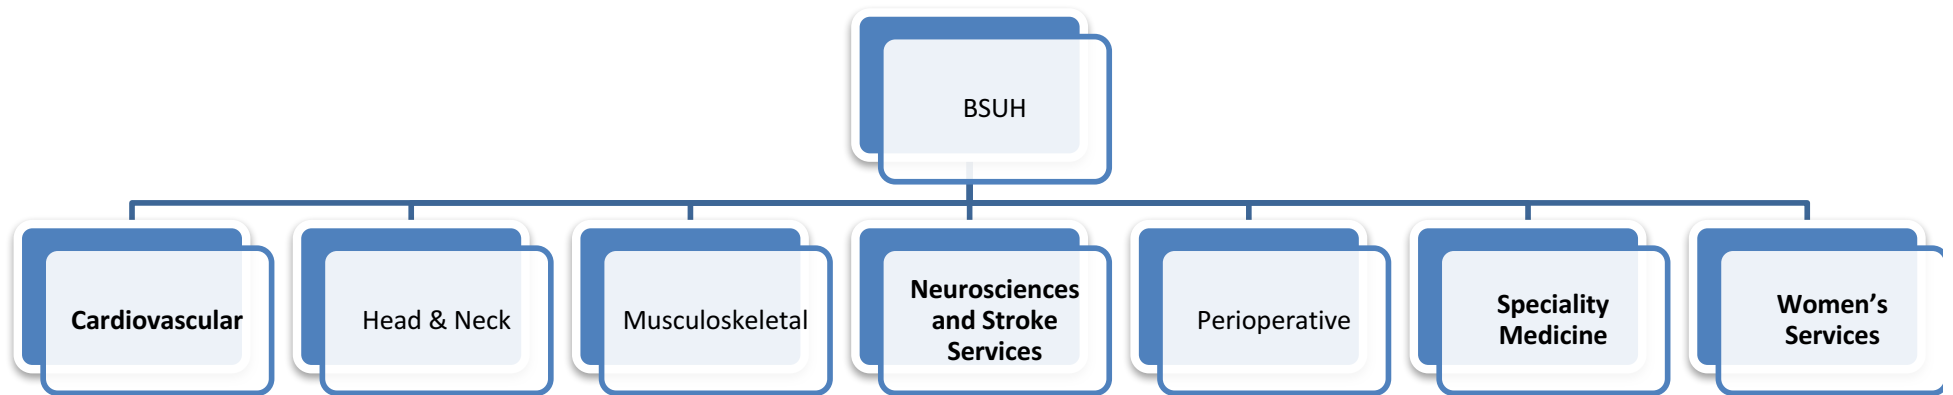 BSUH
Cardiovascular
Head & Neck
Musculoskeletal
Neurosciences
and Stroke
Services
Perioperative
Speciality
Medicine
Women’s
Services